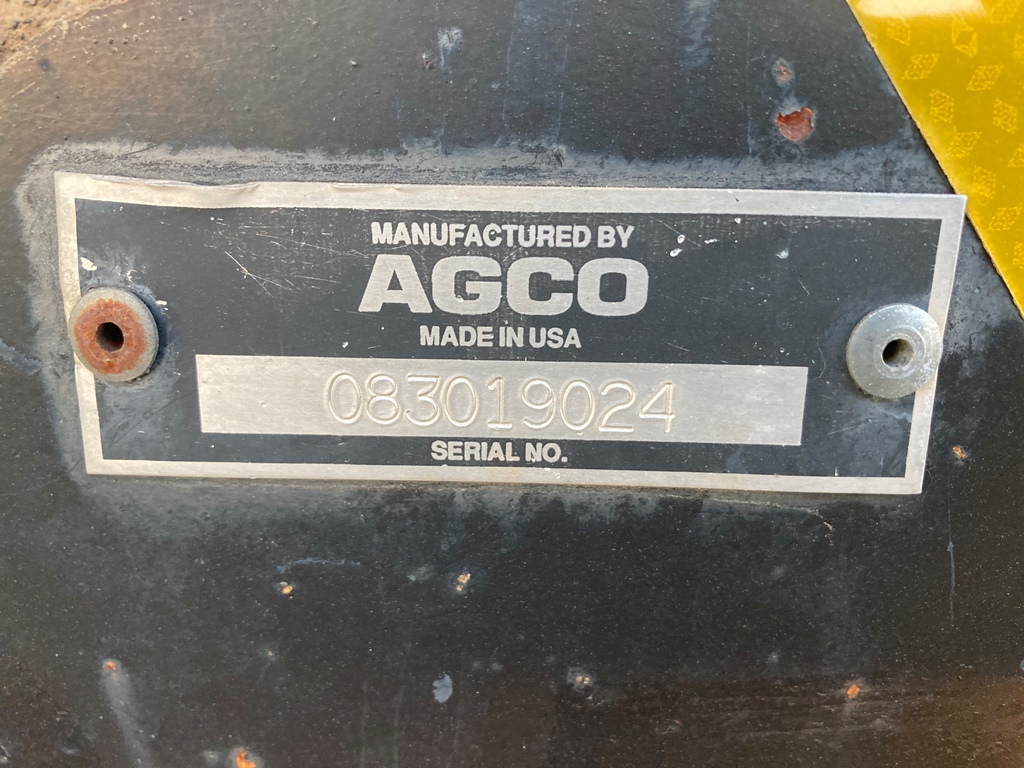 MANUFACTURED BY
AGCO
MADE IN USA
083019024
SERIAL NO.